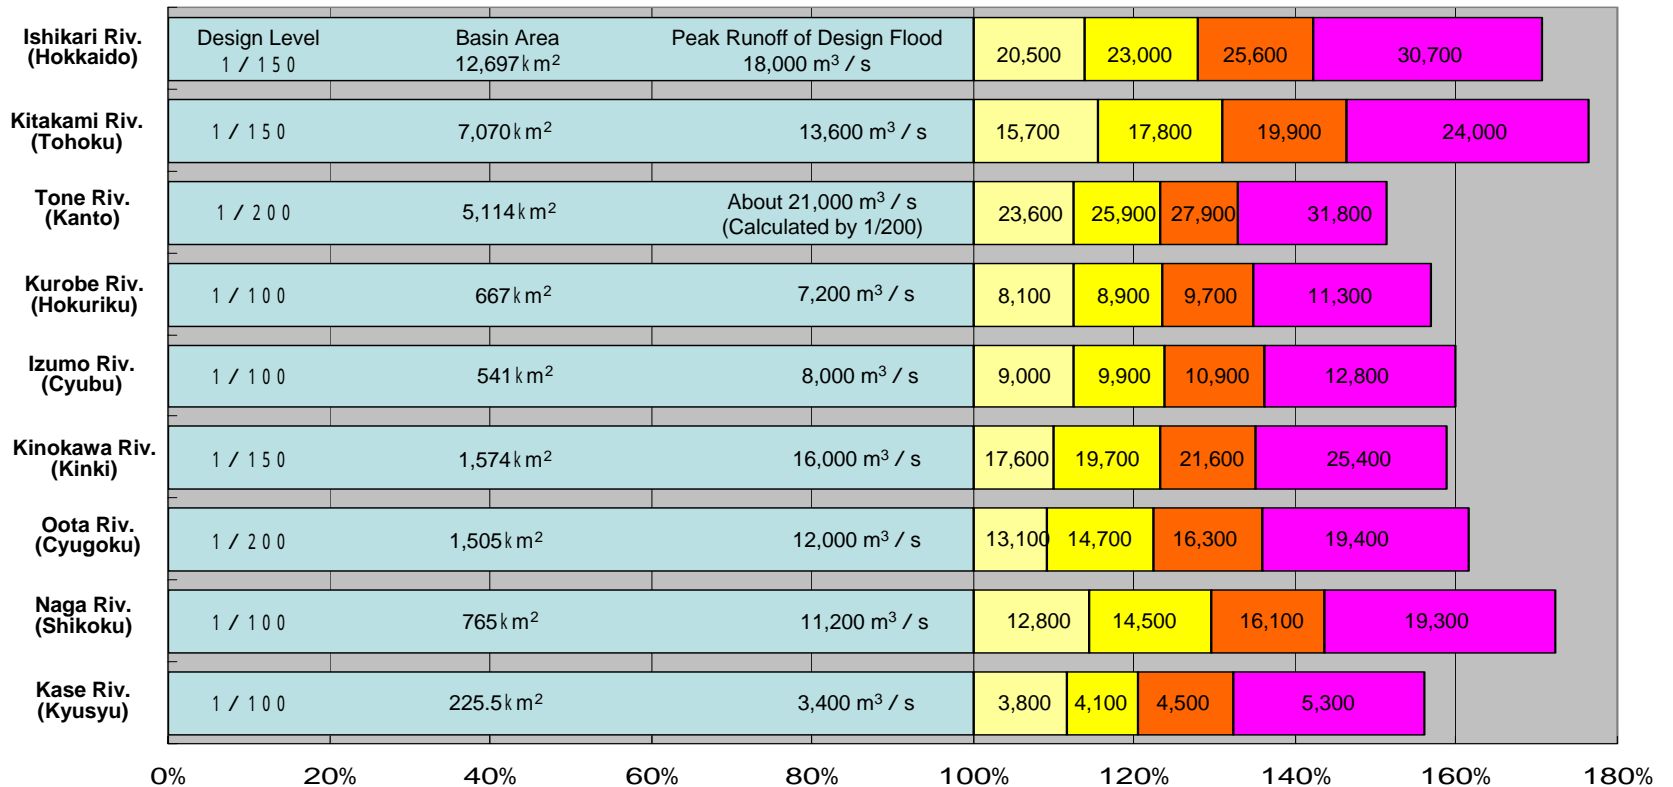 Ishikari Riv.
(Hokkaido)
Design Level
1/150
Basin Area
12,697km²
Peak Runoff of Design Flood
18,000 m³ / s
20,500
23,000
25,600
30,700
Kitakami Riv.
(Tohoku)
1/150
7,070km²
13,600 m³ / s
15,700
17,800
19,900
24,000
Tone Riv.
(Kanto)
1/200
5,114km²
About 21,000 m³ / s
(Calculated by 1/200)
23,600
25,900
27,900
31,800
Kurobe Riv.
(Hokuriku)
1/100
667km²
7,200 m³ / s
8,100
8,900
9,700
11,300
Izumo Riv.
(Cyubu)
1/100
541km²
8,000 m³ / s
9,000
9,900
10,900
12,800
Kinokawa Riv.
(Kinki)
1/150
1,574km²
16,000 m³ / s
17,600
19,700
21,600
25,400
Oota Riv.
(Cyugoku)
1/200
1,505km²
12,000 m³ / s
13,100
14,700
16,300
19,400
Naga Riv.
(Shikoku)
1/100
765km²
11,200 m³ / s
12,800
14,500
16,100
19,300
Kase Riv.
(Kyusyu)
1/100
225.5km²
3,400 m³ / s
3,800
4,100
4,500
5,300
0% 20% 40% 60% 80% 100% 120% 140% 160% 180%